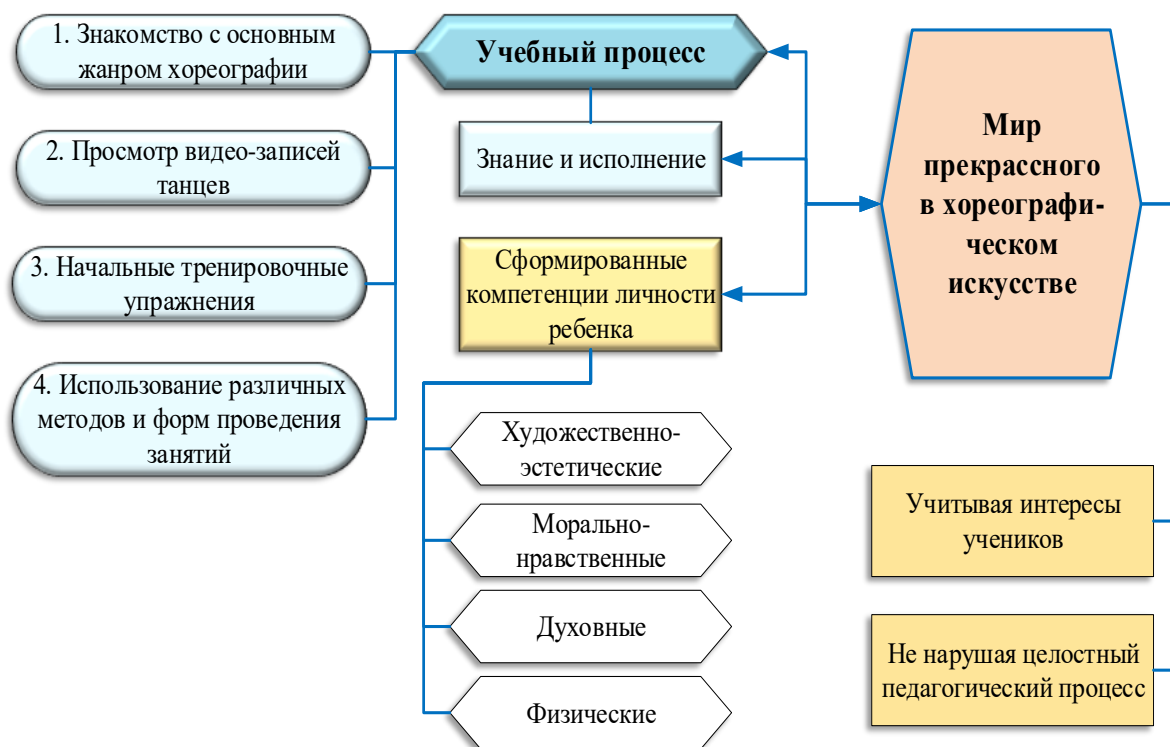 1. Знакомство с основным
жанром хореографии
2. Просмотр видео-записей
танцев
3. Начальные тренировочные
упражнения
4. Использование различных
методов и форм проведения
занятий
Учебный процесс
Знание и исполнение
Сформированные
компетенции личности
ребенка
Художественно-
эстетические
Морально-
нравственные
Духовные
Физические
Мир
прекрассного
в хореографи-
ческом
искусстве
Учитывая интересы
учеников
Не нарушая целостный
педагогический процесс